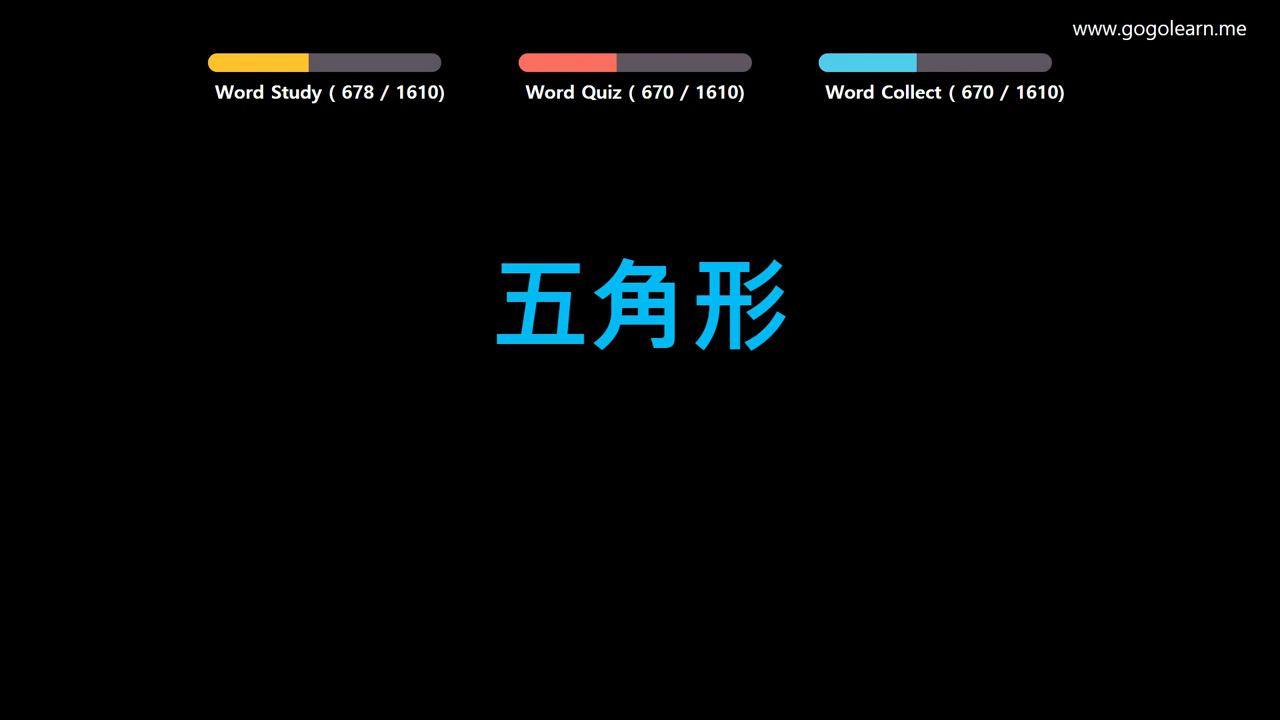 www.gogolearn.me
Word Study ( 678 / 1610)
Word Quiz ( 670 / 1610)
Word Collect ( 670 / 1610)
五角形